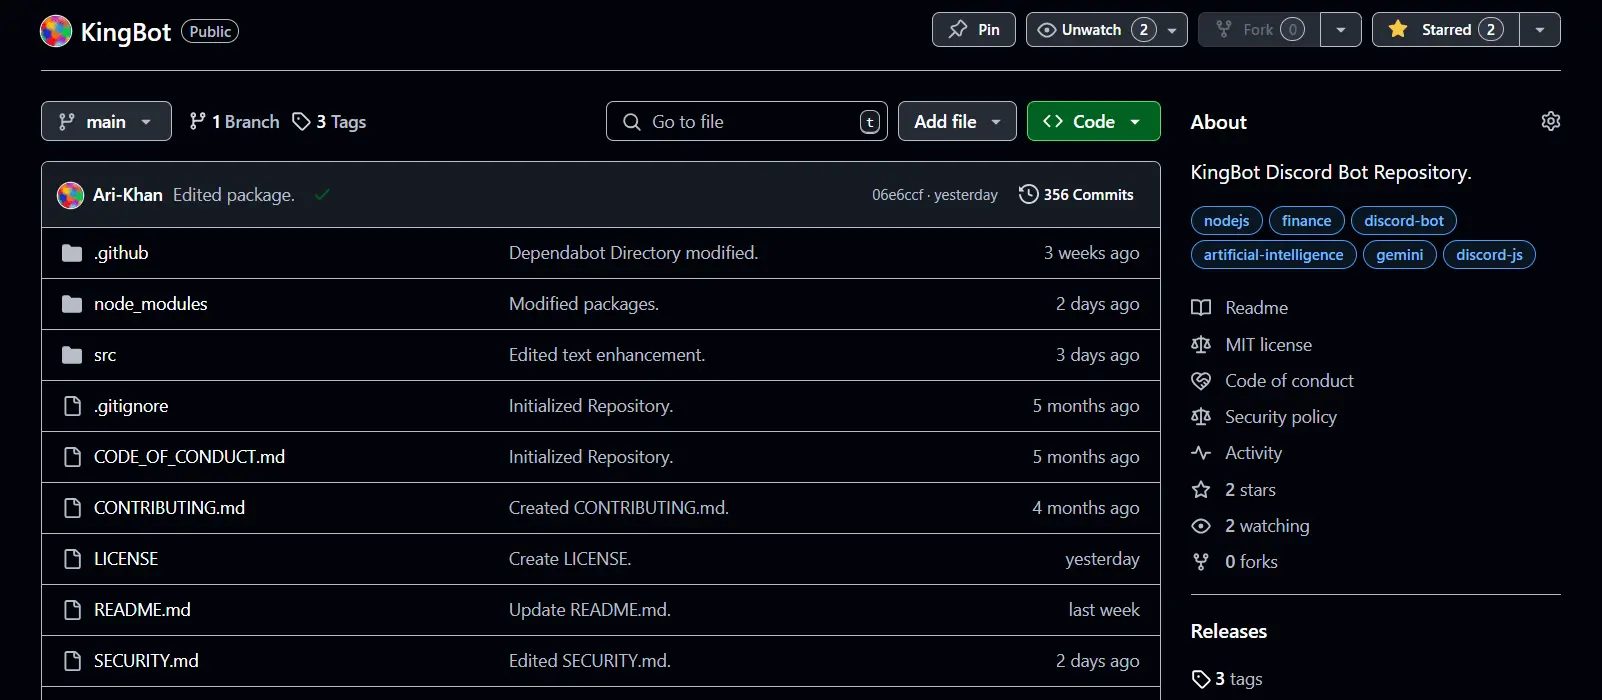 KingBot Public Pin Unwatch 2 Fork 0 Starred 2
main 1 Branch 3 Tags Go to file t Add file Code
Ari-Khan Edited package. 06e6ccf · yesterday 356 Commits
.github Dependabot Directory modified. 3 weeks ago
node_modules Modified packages. 2 days ago
src Edited text enhancement. 3 days ago
.gitignore Initialized Repository. 5 months ago
CODE_OF_CONDUCT.md Initialized Repository. 5 months ago
CONTRIBUTING.md Created CONTRIBUTING.md. 4 months ago
LICENSE Create LICENSE. yesterday
README.md Update README.md. last week
SECURITY.md Edited SECURITY.md. 2 days ago
About
KingBot Discord Bot Repository.
nodejs finance discord-bot
artificial-intelligence gemini discord-js
Readme
MIT license
Code of conduct
Security policy
Activity
2 stars
2 watching
0 forks
Releases
3 tags